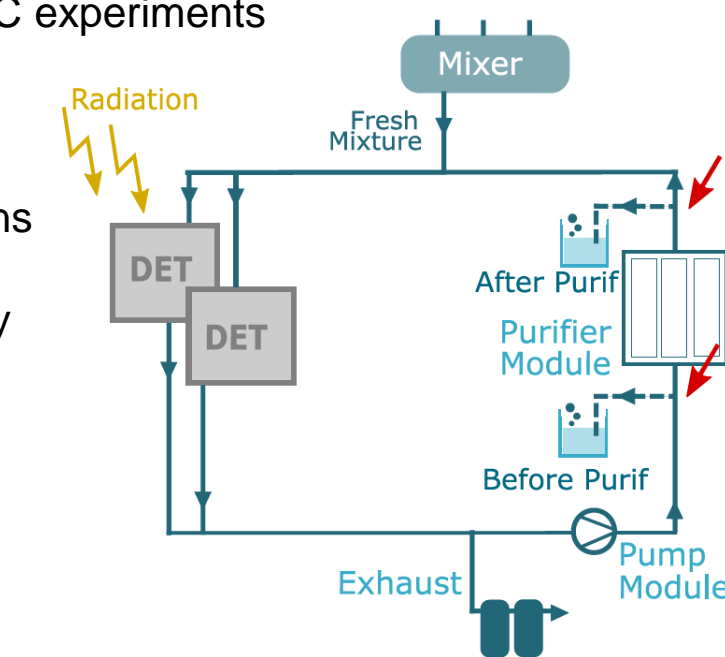 C experiments
Mixer
Radiation
Fresh
Mixture
ns
DET
After Purif
y
DET
Purifier
Module
Before Purif
Exhaust
Pump
Module